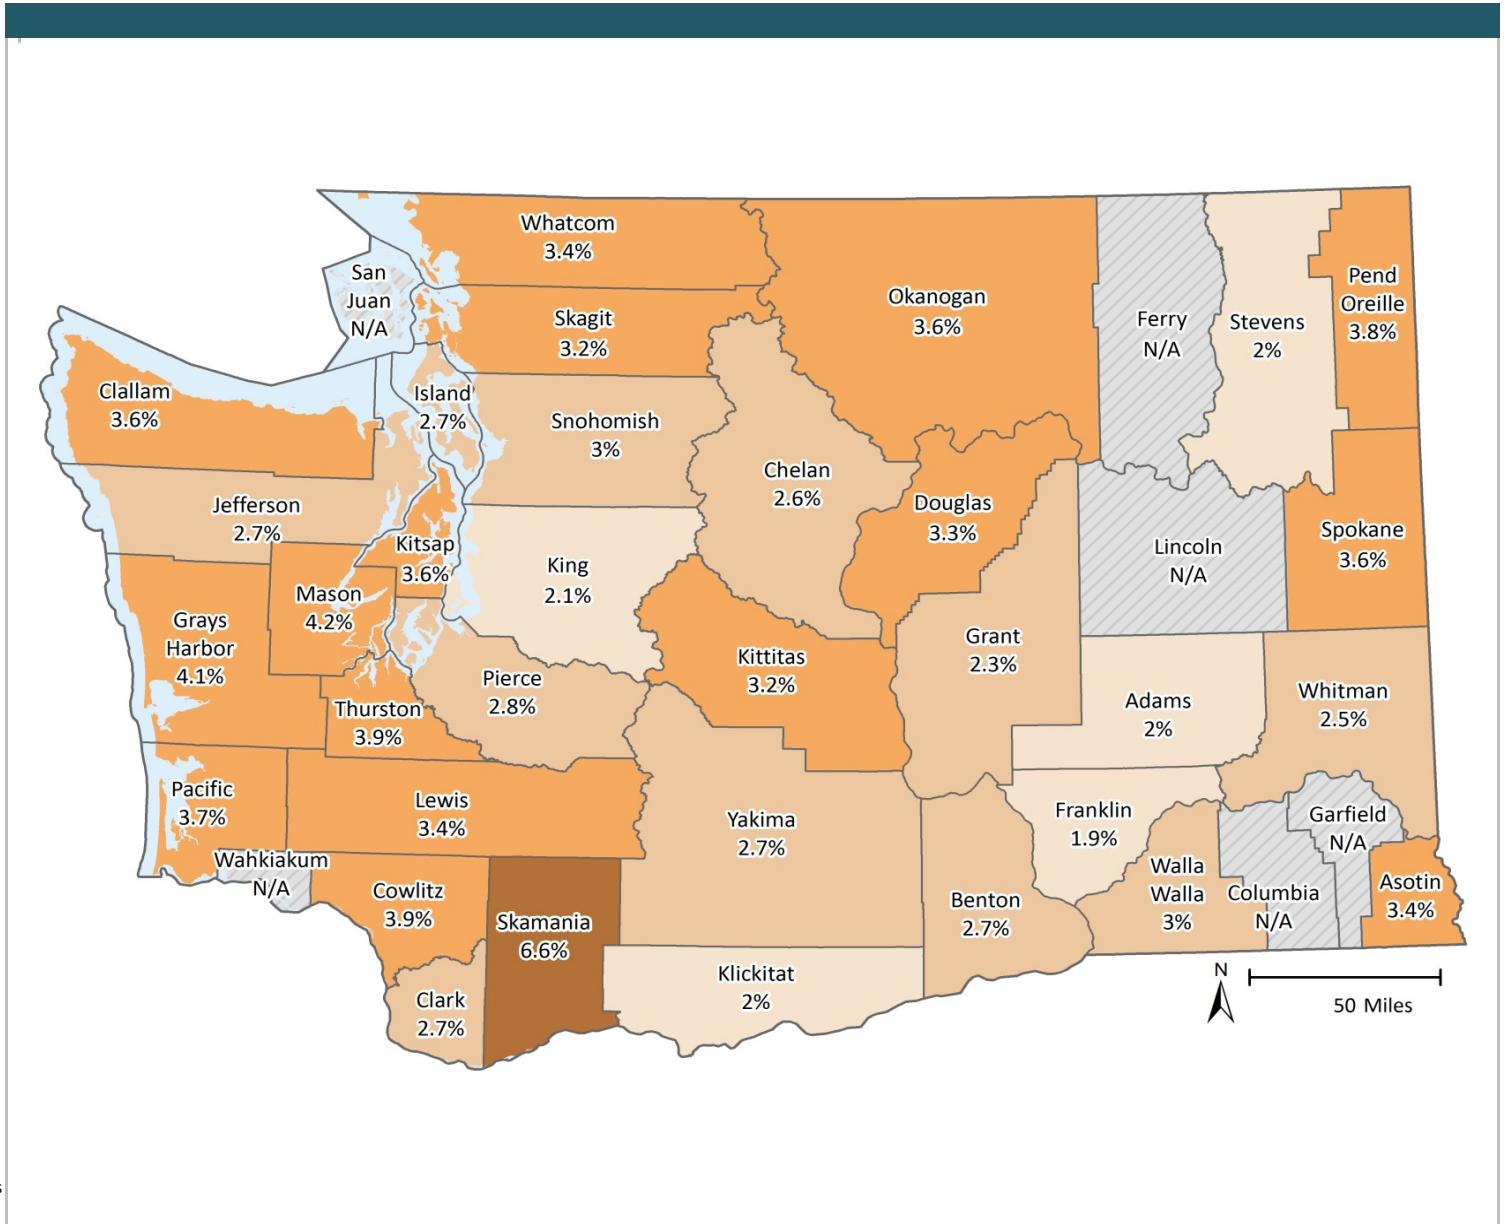 Whatcom
3.4%
San
Juan
N/A
Skagit
3.2%
Okanogan
3.6%
Ferry
N/A
Stevens
2%
Pend
Oreille
3.8%
Clallam
3.6%
Island
2.7%
Snohomish
3%
Chelan
2.6%
Douglas
3.3%
Jefferson
2.7%
Kitsap
3.6%
King
2.1%
Lincoln
N/A
Spokane
3.6%
Mason
4.2%
Grays
Harbor
4.1%
Kittitas
3.2%
Grant
2.3%
Pierce
2.8%
Thurston
3.9%
Adams
2%
Whitman
2.5%
Pacific
3.7%
Lewis
3.4%
Yakima
2.7%
Franklin
1.9%
Garfield
N/A
Wahkiakum
N/A
Cowlitz
3.9%
Skamania
6.6%
Benton
2.7%
Walla
Walla
3%
Columbia
N/A
Asotin
3.4%
Clark
2.7%
Klickitat
2%
N
50 Miles